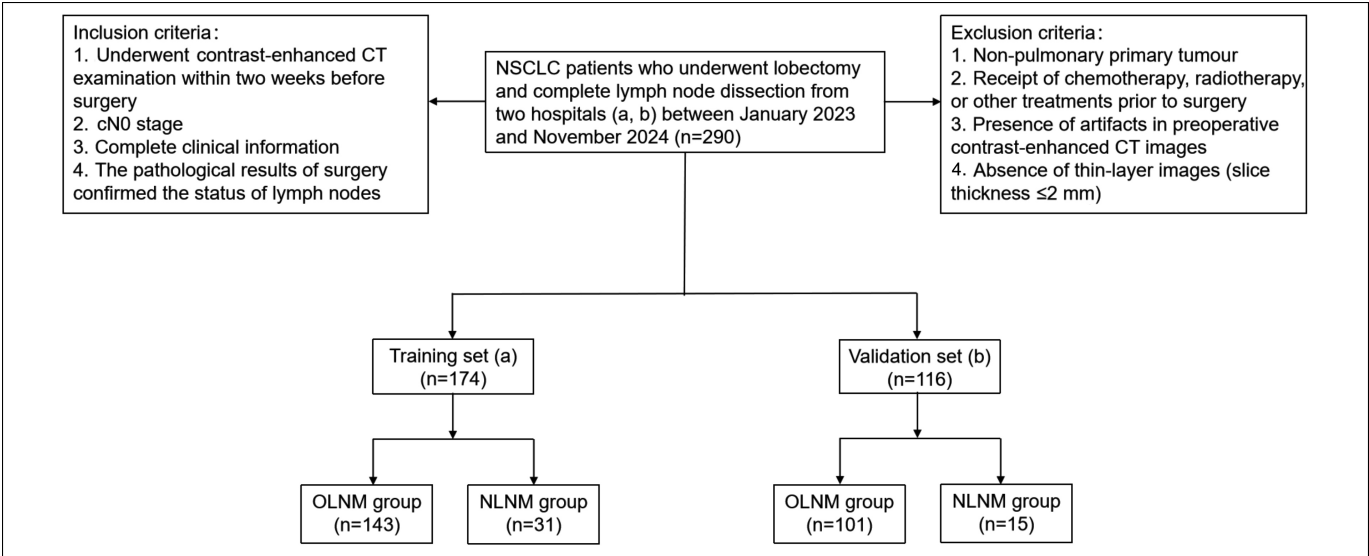 Inclusion criteria:
1. Underwent contrast-enhanced CT
examination within two weeks before
surgery
2. cN0 stage
3. Complete clinical information
4. The pathological results of surgery
confirmed the status of lymph nodes
NSCLC patients who underwent lobectomy
and complete lymph node dissection from
two hospitals (a, b) between January 2023
and November 2024 (n=290)
Exclusion criteria:
1. Non-pulmonary primary tumour
2. Receipt of chemotherapy, radiotherapy,
or other treatments prior to surgery
3. Presence of artifacts in preoperative
contrast-enhanced CT images
4. Absence of thin-layer images (slice
thickness ≤2 mm)
Training set (a)
(n=174)
Validation set (b)
(n=116)
OLNM group
(n=143)
NLNM group
(n=31)
OLNM group
(n=101)
NLNM group
(n=15)